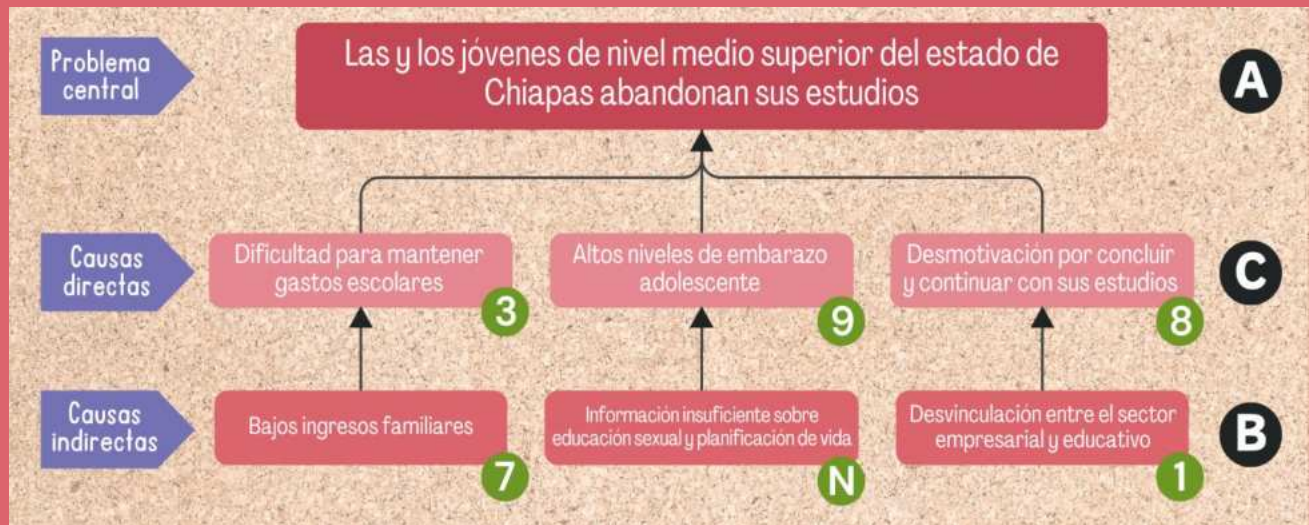 Problema
central
Las y los jóvenes de nivel medio superior del estado de
Chiapas abandonan sus estudios
A
Causas
directas
Dificultad para mantener
gastos escolares
3
Altos niveles de embarazo
adolescente
9
Desmotivación por concluir
y continuar con sus estudios
8
C
Causas
indirectas
Bajos ingresos familiares
7
Información insuficiente sobre
educación sexual y planificación de vida
N
Desvinculación entre el sector
empresarial y educativo
1
B